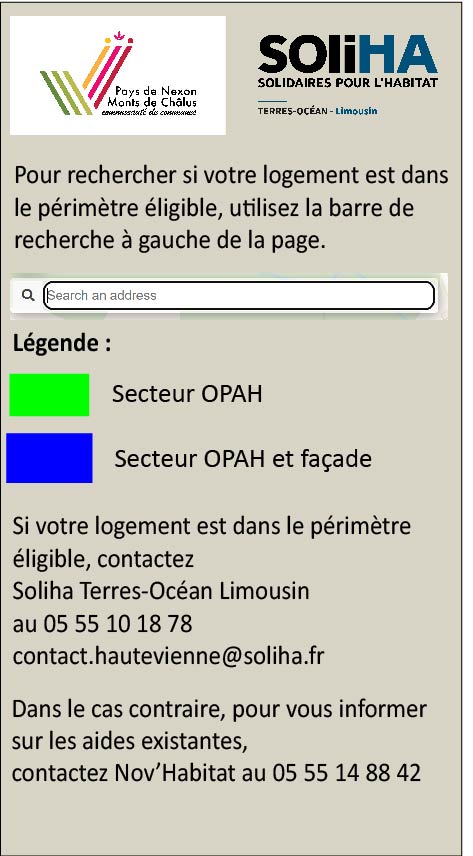 Pays de Nexon
Monts de Châlus
communauté de communes
SOLiHA
SOLIDAIRES POUR L'HABITAT
TERRES-OCÉAN - Limousin
Pour rechercher si votre logement est dans
le périmètre éligible, utilisez la barre de
recherche à gauche de la page.
Search an address
Légende :
Secteur OPAH
Secteur OPAH et façade
Si votre logement est dans le périmètre
éligible, contactez
Soliha Terres-Océan Limousin
au 05 55 10 18 78
contact.hautevienne@soliha.fr
Dans le cas contraire, pour vous informer
sur les aides existantes,
contactez Nov'Habitat au 05 55 14 88 42